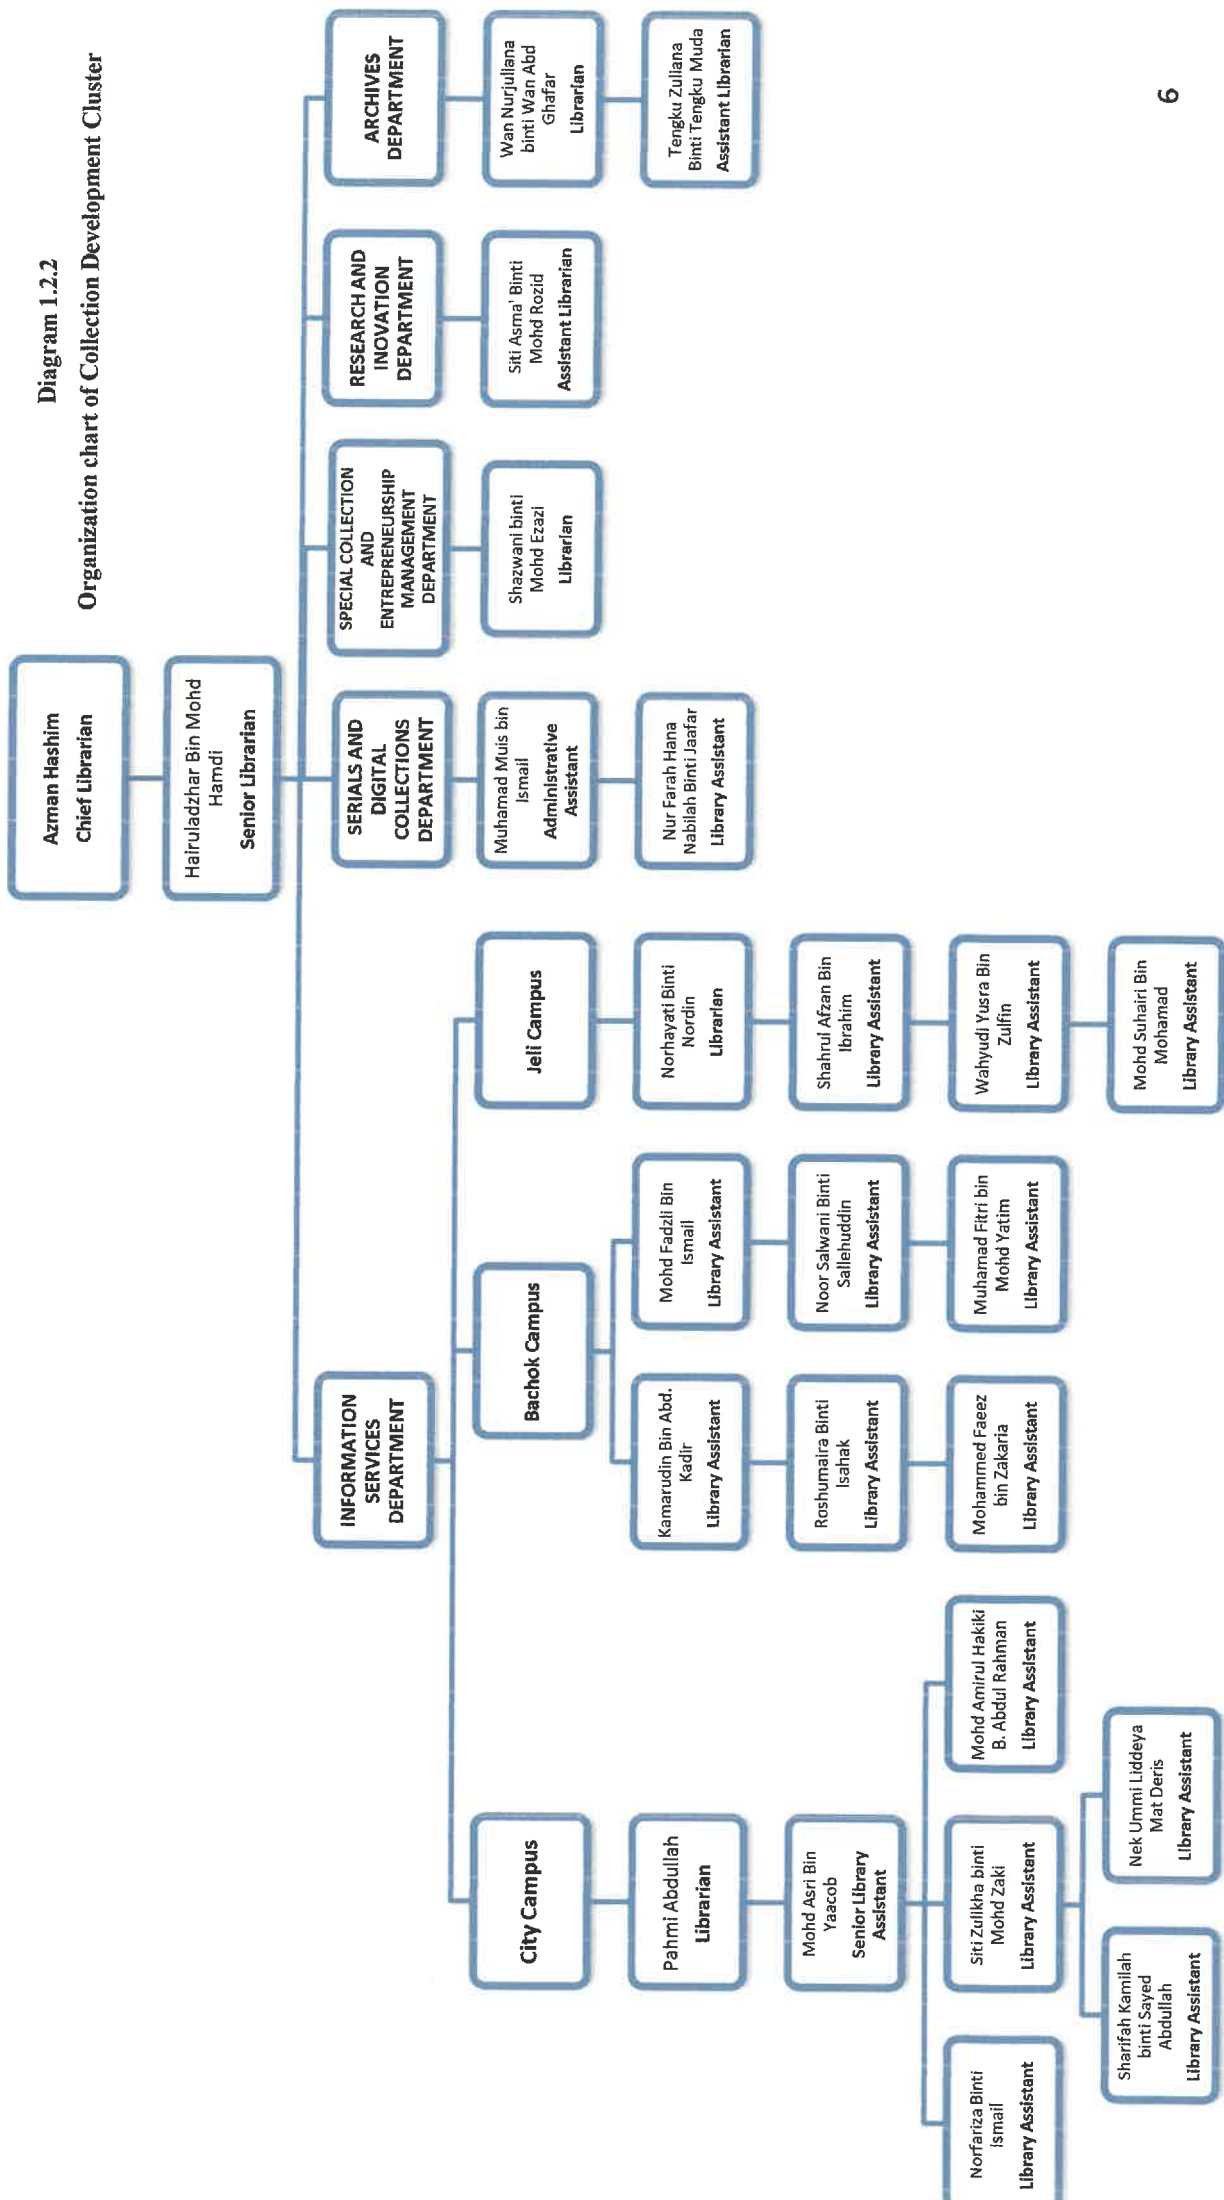 Diagram 1.2.2
Organization chart of Collection Development Cluster
Azman Hashim
Chief Librarian
Hairuladzhar Bin Mohd
Hamdi
Senior Librarian
INFORMATION
SERVICES
DEPARTMENT
SERIALS AND
DIGITAL
COLLECTIONS
DEPARTMENT
SPECIAL COLLECTION
AND
ENTREPRENEURSHIP
MANAGEMENT
DEPARTMENT
RESEARCH AND
INOVATION
DEPARTMENT
ARCHIVES
DEPARTMENT
City Campus
Bachok Campus
Jeli Campus
Muhamad Muis bin
Ismail
Administrative
Assistant
Shazwani binti
Mohd Ezazi
Librarian
Siti Asma' Binti
Mohd Rozid
Assistant Librarian
Wan Nurjuliana
binti Wan Abd
Ghafar
Librarian
Pahmi Abdullah
Librarian
Kamarudin Bin Abd.
Kadir
Library Assistant
Mohd Fadzli Bin
Ismail
Library Assistant
Norhayati Binti
Nordin
Librarian
Nur Farah Hana
Nabilah Binti Jaafar
Library Assistant
Tengku Zuliana
Binti Tengku Muda
Assistant Librarian
Mohd Asri Bin
Yaacob
Senior Library
Assistant
Roshumaira Binti
Isahak
Library Assistant
Noor Salwani Binti
Sallehuddin
Library Assistant
Shahrul Afzan Bin
Ibrahim
Library Assistant
Norfariza Binti
Ismail
Library Assistant
Siti Zulikha binti
Mohd Zaki
Library Assistant
Mohd Amirul Hakiki
B. Abdul Rahman
Library Assistant
Mohammed Faeez
bin Zakaria
Library Assistant
Muhamad Fitri bin
Mohd Yatim
Library Assistant
Wahyudi Yusra Bin
Zulfin
Library Assistant
Sharifah Kamilah
binti Sayed
Abdullah
Library Assistant
Nek Ummi Liddeya
Mat Deris
Library Assistant
Mohd Suhairi Bin
Mohamad
Library Assistant
6